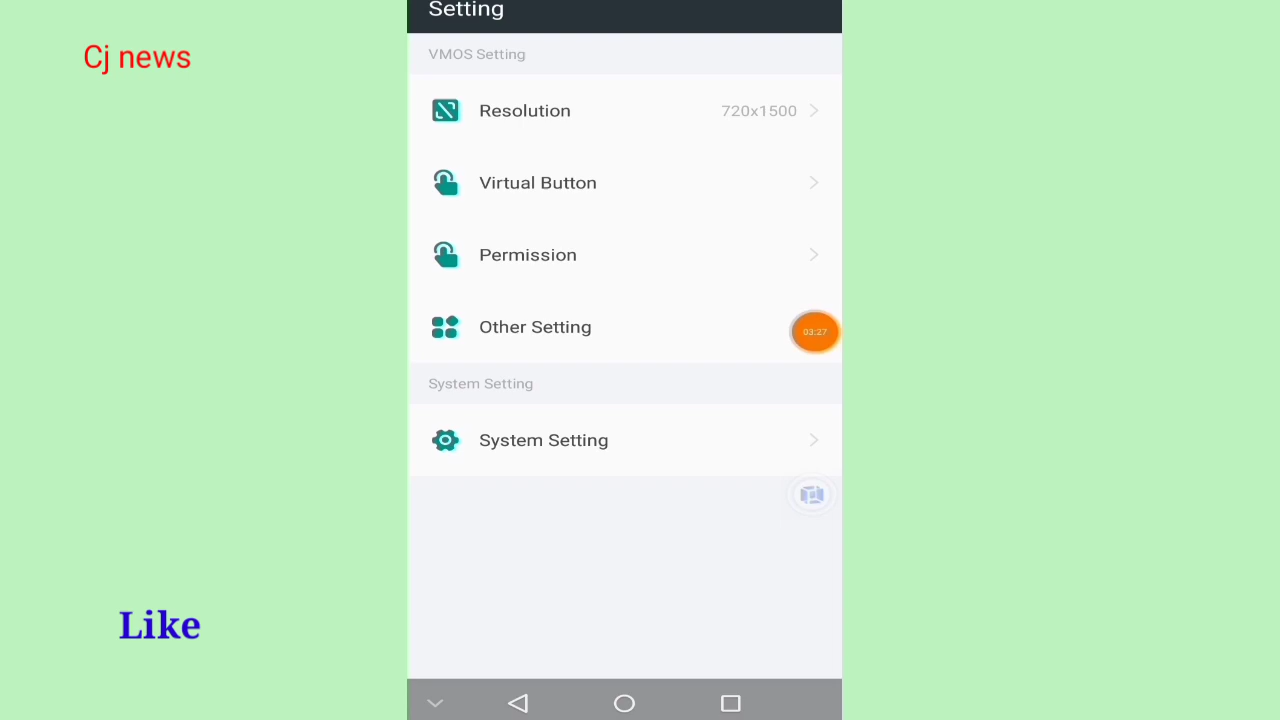 Setting
Cj news
VMOS Setting
Resolution 720x1500
Virtual Button
Permission
Other Setting
03:27
System Setting
System Setting
Like